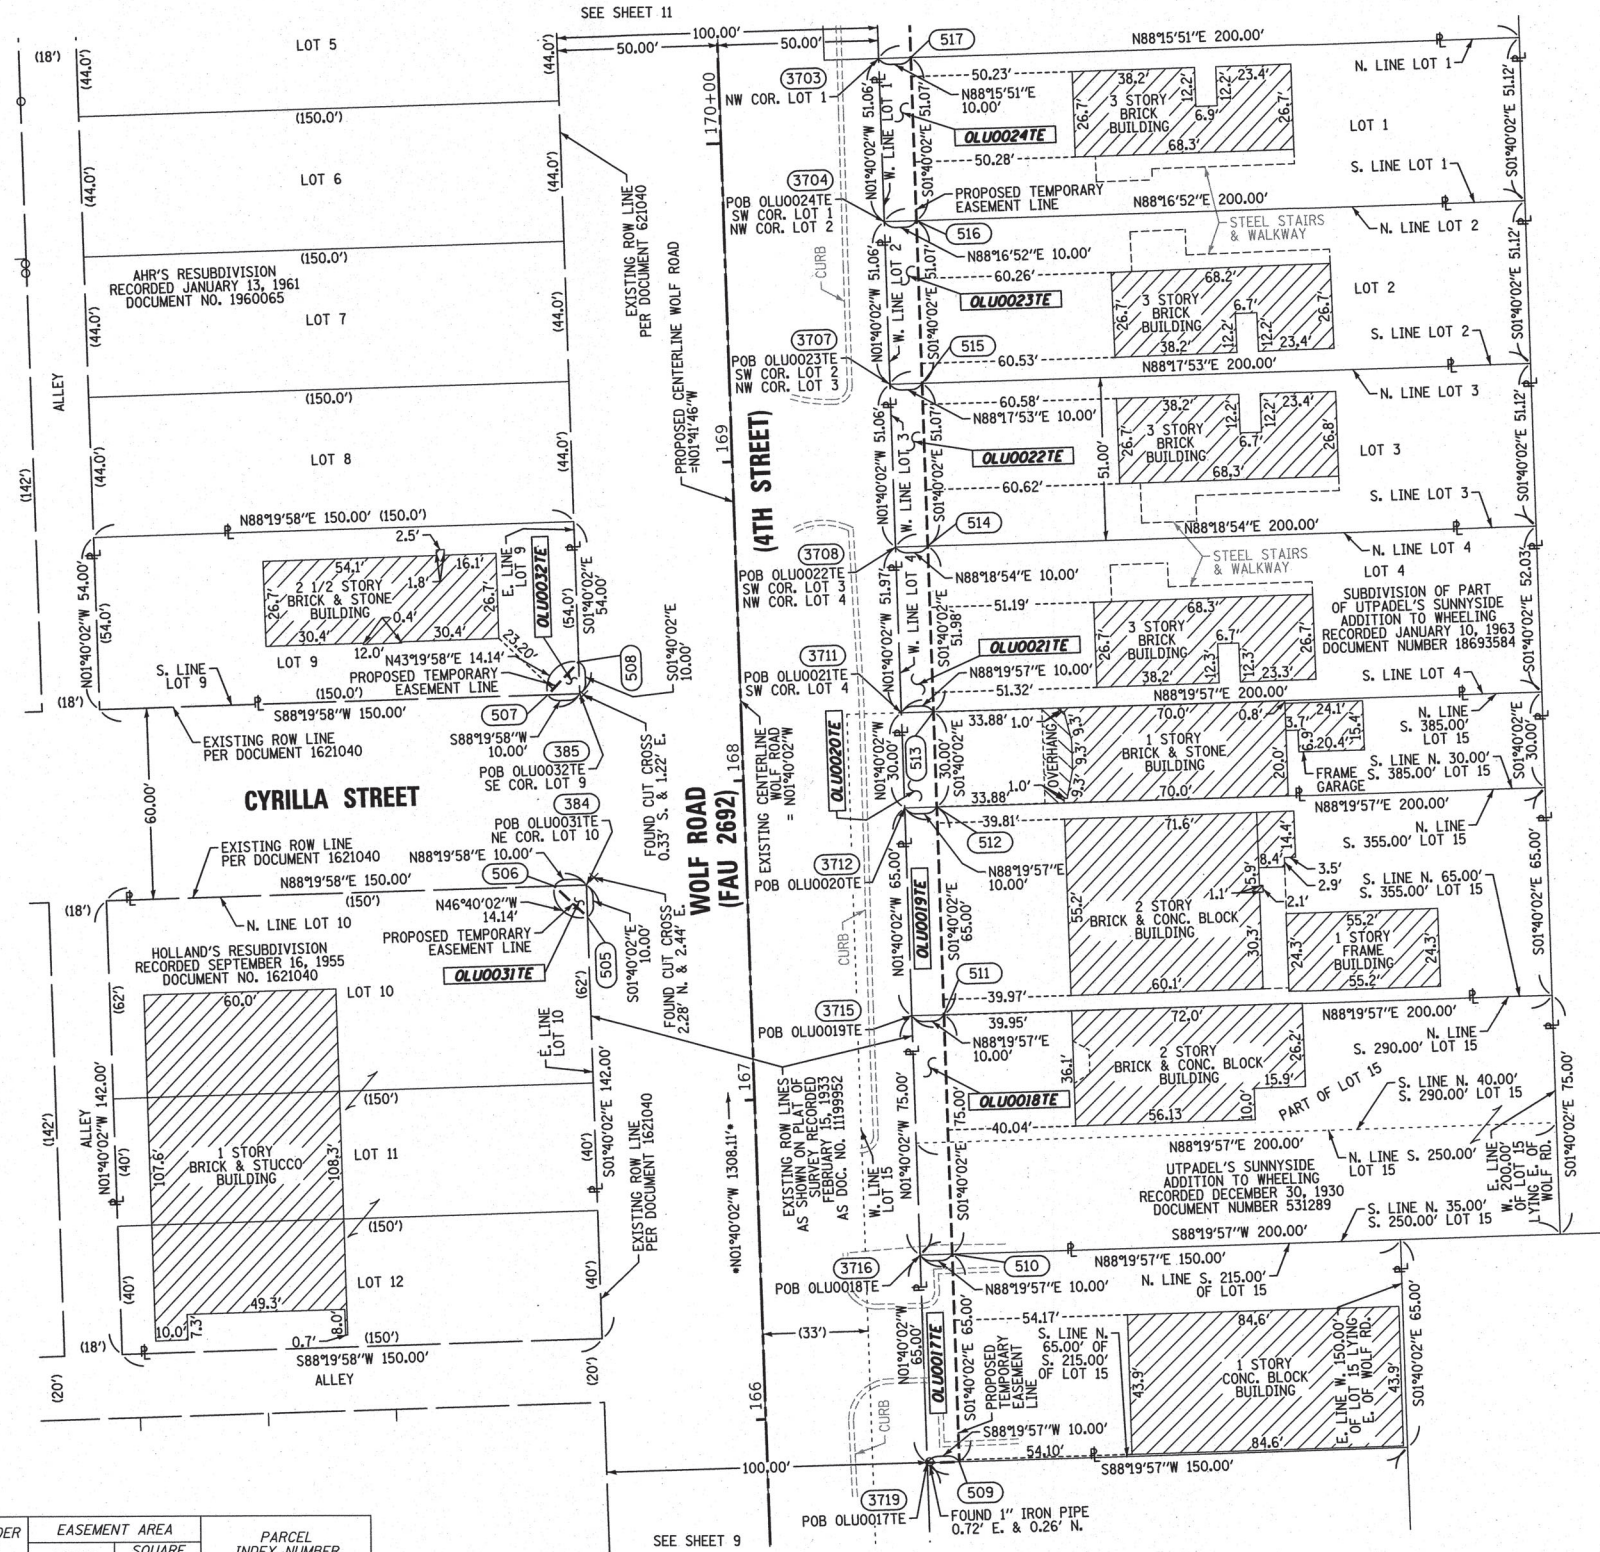 SEE SHEET 11
100.00'
50.00'
50.00'
(18')
(44.0')
LOT 5
(44.0')
(150.0')
(44.0')
LOT 6
(44.0')
(150.0')
AHR'S RESUBDIVISION
RECORDED JANUARY 13, 1961
DOCUMENT NO. 1960065
(44.0')
LOT 7
(44.0')
(150.0')
ALLEY
(142')
(44.0')
LOT 8
(44.0')
N88°19'58"E 150.00' (150.0')
EXISTING ROW LINE
PER DOCUMENT 621040
PROPOSED CENTERLINE WOLF ROAD
=N01°41'46"W
170+00
169
168
167
166
(4TH STREET)
WOLF ROAD
(FAU 2692)
EXISTING CENTERLINE
WOLF ROAD
= N01°40'02"W
N01°40'02"W 54.00'
(54.0')
2.5'
54.1'
16.1'
1.8'
2 1/2 STORY
BRICK & STONE
BUILDING
26.7'
26.7'
0.4'
30.4'
30.4'
12.0'
23.20'
E. LINE
LOT 9
OLU0032TE
(54.0')
S01°40'02"E
54.00'
LOT 9
N43°19'58"E 14.14'
PROPOSED TEMPORARY
EASEMENT LINE
S. LINE
LOT 9
(18')
(150.0')
S88°19'58"W 150.00'
508
S01°40'02"E
10.00'
507
S88°19'58"W
10.00'
385
POB OLU0032TE
SE COR. LOT 9
FOUND CUT CROSS
0.33' S. & 1.22' E.
EXISTING ROW LINE
PER DOCUMENT 1621040
60.00'
CYRILLA STREET
384
POB OLU0031TE
NE COR. LOT 10
EXISTING ROW LINE
PER DOCUMENT 1621040
N88°19'58"E 10.00'
506
N88°19'58"E 150.00'
(150')
(18')
N. LINE LOT 10
N46°40'02"W
14.14'
PROPOSED TEMPORARY
EASEMENT LINE
OLU0031TE
505
S01°40'02"E
10.00'
FOUND CUT CROSS
2.28' N. & 2.44' E.
HOLLAND'S RESUBDIVISION
RECORDED SEPTEMBER 16, 1955
DOCUMENT NO. 1621040
LOT 10
60.0'
(62')
(62')
E. LINE
LOT 10
ALLEY
N01°40'02"W 142.00'
(142')
(150')
(40')
1 STORY
BRICK & STUCCO
BUILDING
107.6'
108.3'
LOT 11
(40')
S01°40'02"E 142.00'
EXISTING ROW LINE
PER DOCUMENT 1621040
(150')
(40')
LOT 12
(40')
49.3'
10.0'
7.3'
8.0'
0.7'
(150')
(18')
S88°19'58"W 150.00'
ALLEY
(20')
(20')
*N01°40'02"W 1308.11'*
EXISTING ROW LINES
AS SHOWN ON PLAT OF
SURVEY RECORDED
FEBRUARY 15, 1933
AS DOC. NO. 11199952
(33')
100.00'
SEE SHEET 9
517
N88°15'51"E 200.00'
N. LINE LOT 1
3703
NW COR. LOT 1
50.23'
N88°15'51"E
10.00'
N01°40'02"W 51.06'
W. LINE LOT 1
S01°40'02"E 51.07'
OLU0024TE
50.28'
38.2'
12.2'
12.2'
23.4'
6.9'
26.7'
3 STORY
BRICK
BUILDING
26.7'
68.3'
LOT 1
S. LINE LOT 1
S01°40'02"E 51.12'
3704
POB OLU0024TE
SW COR. LOT 1
NW COR. LOT 2
PROPOSED TEMPORARY
EASEMENT LINE
N88°16'52"E 200.00'
516
N88°16'52"E 10.00'
STEEL STAIRS
& WALKWAY
N. LINE LOT 2
CURB
N01°40'02"W 51.06'
W. LINE LOT 2
S01°40'02"E 51.07'
60.26'
OLU0023TE
68.2'
26.7'
3 STORY
BRICK
BUILDING
6.7'
26.7'
12.2'
12.2'
38.2'
23.4'
LOT 2
S. LINE LOT 2
S01°40'02"E 51.12'
3707
POB OLU0023TE
SW COR. LOT 2
NW COR. LOT 3
515
60.53'
N88°17'53"E 200.00'
N. LINE LOT 3
60.58'
N88°17'53"E 10.00'
N01°40'02"W 51.06'
W. LINE LOT 3
S01°40'02"E 51.07'
OLU0022TE
51.00'
38.2'
12.2'
12.2'
23.4'
6.7'
26.7'
3 STORY
BRICK
BUILDING
26.8'
68.3'
LOT 3
60.62'
S. LINE LOT 3
S01°40'02"E 51.12'
514
N88°18'54"E 200.00'
3708
POB OLU0022TE
SW COR. LOT 3
NW COR. LOT 4
N88°18'54"E 10.00'
STEEL STAIRS
& WALKWAY
N. LINE LOT 4
LOT 4
SUBDIVISION OF PART
OF UTPADEL'S SUNNYSIDE
ADDITION TO WHEELING
RECORDED JANUARY 10, 1963
DOCUMENT NUMBER 18693584
N01°40'02"W 51.97'
W. LINE LOT 4
S01°40'02"E
51.98'
51.19'
OLU0021TE
68.3'
26.7'
3 STORY
BRICK
BUILDING
6.7'
26.7'
12.3'
12.3'
38.2'
23.3'
S01°40'02"E 52.03'
3711
POB OLU0021TE
SW COR. LOT 4
N88°19'57"E 10.00'
51.32'
N88°19'57"E 200.00'
S. LINE LOT 4
OLU0020TE
N01°40'02"W
30.00'
513
30.00'
S01°40'02"E
33.88'
1.0'
OVERHANG
9.3'
9.3'
9.3'
70.0'
0.8'
1 STORY
BRICK & STONE
BUILDING
20.0'
24.1'
3.7'
15.4'
6.9'
20.4'
FRAME
GARAGE
N. LINE
S. 385.00'
LOT 15
S. LINE N. 30.00'
S. 385.00' LOT 15
S01°40'02"E
30.00'
33.88'
1.0'
70.0'
N88°19'57"E 200.00'
39.81'
512
3712
POB OLU0020TE
N88°19'57"E
10.00'
N. LINE
S. 355.00' LOT 15
CURB
N01°40'02"W 65.00'
OLU0019TE
S01°40'02"E
65.00'
71.6'
14.4'
8.4'
5.9'
3.5'
2.9'
1.1'
2.1'
55.2'
2 STORY
BRICK & CONC. BLOCK
BUILDING
30.3'
60.1'
55.2'
24.3'
1 STORY
FRAME
BUILDING
24.3'
55.2'
S. LINE N. 65.00'
S. 355.00' LOT 15
S01°40'02"E 65.00'
511
39.97'
3715
POB OLU0019TE
39.95'
N88°19'57"E
10.00'
N88°19'57"E 200.00'
N. LINE
S. 290.00' LOT 15
72.0'
36.1'
2 STORY
BRICK & CONC. BLOCK
BUILDING
26.2'
15.9'
10.0'
56.13
PART OF LOT 15
S. LINE N. 40.00'
S. 290.00' LOT 15
OLU0018TE
40.04'
N01°40'02"W 75.00'
75.00'
S01°40'02"E
S01°40'02"E 75.00'
W. LINE
LOT 15
N88°19'57"E 200.00'
N. LINE S. 250.00'
LOT 15
E. LINE
W. 200.00'
OF LOT 15
LYING E. OF
WOLF RD.
UTPADEL'S SUNNYSIDE
ADDITION TO WHEELING
RECORDED DECEMBER 30, 1930
DOCUMENT NUMBER 531289
S. LINE N. 35.00'
S. 250.00' LOT 15
S88°19'57"W 200.00'
3716
POB OLU0018TE
510
N88°19'57"E 10.00'
N88°19'57"E 150.00'
N. LINE S. 215.00'
OF LOT 15
N01°40'02"W
65.00'
OLU0017TE
S01°40'02"E 65.00'
PROPOSED
TEMPORARY
EASEMENT
LINE
54.17'
S. LINE N.
65.00' OF
S. 215.00'
OF LOT 15
84.6'
43.9'
1 STORY
CONC. BLOCK
BUILDING
43.9'
84.6'
E. LINE W. 150.00'
OF LOT 15 LYING
E. OF WOLF RD.
S01°40'02"E 65.00'
CURB
S88°19'57"W 10.00'
54.10'
S88°19'57"W 150.00'
3719
POB OLU0017TE
509
FOUND 1" IRON PIPE
0.72' E. & 0.26' N.
DER
EASEMENT AREA
SQUARE
PARCEL
INDEX NUMBER